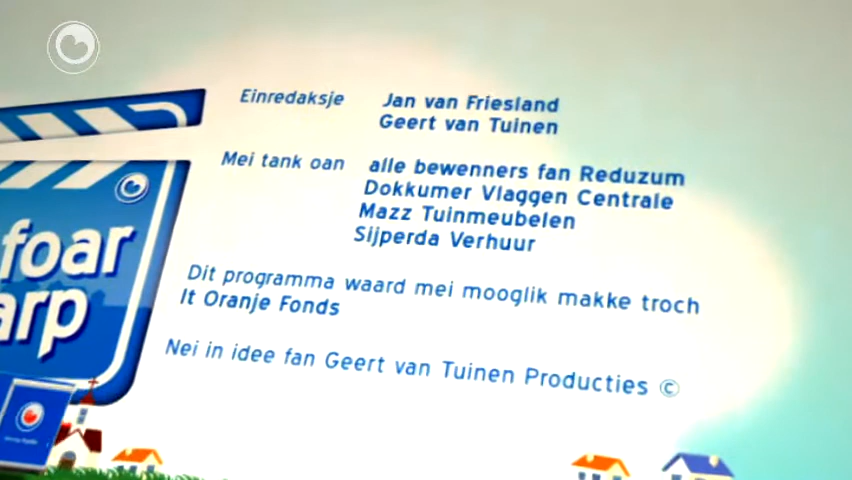 Einredaksje Jan van Friesland
Geert van Tuinen
Mei tank oan alle bewenners fan Reduzum
Dokkumer Vlaggen Centrale
Mazz Tuinmeubelen
Sijperda Verhuur
foar
arp
Dit programma waard mei mooglik makke troch
It Oranje Fonds
Nei in idee fan Geert van Tuinen Producties ©